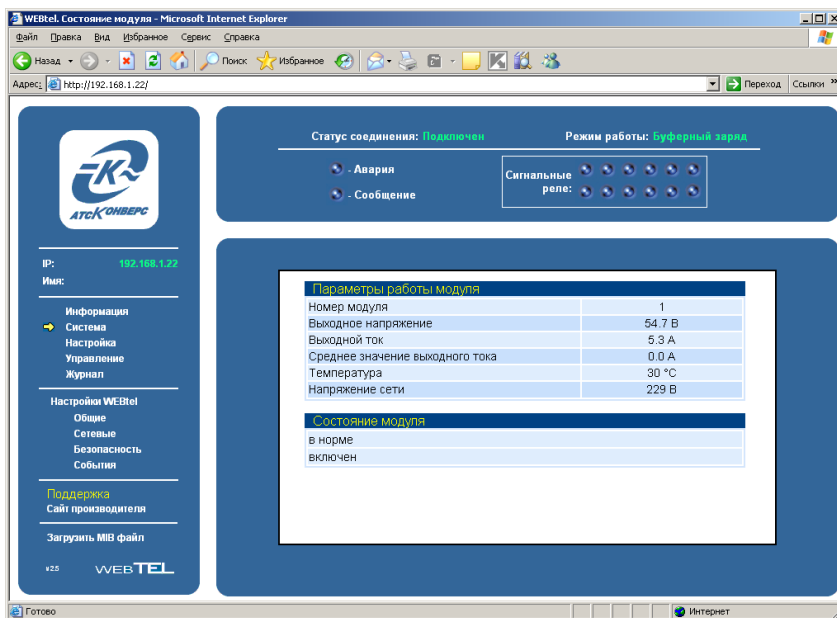 WEBtel. Состояние модуля - Microsoft Internet Explorer
Файл Правка Вид Избранное Сервис Справка
Назад Поиск Избранное
Адрес: http://192.168.1.22/ Переход Ссылки »
Статус соединения: Подключен Режим работы: Буферный заряд
- Авария
- Сообщение
Сигнальные
реле:
К
АТСКОНВЕРС
IP: 192.168.1.22
Имя:
Информация
Система
Настройка
Управление
Журнал
Настройки WEBtel
Общие
Сетевые
Безопасность
События
Поддержка
Сайт производителя
Загрузить MIB файл
v2.5 WEBTEL
Параметры работы модуля
Номер модуля 1
Выходное напряжение 54.7 В
Выходной ток 5.3 А
Среднее значение выходного тока 0.0 А
Температура 30 °C
Напряжение сети 229 В
Состояние модуля
в норме
включен
Готово Интернет